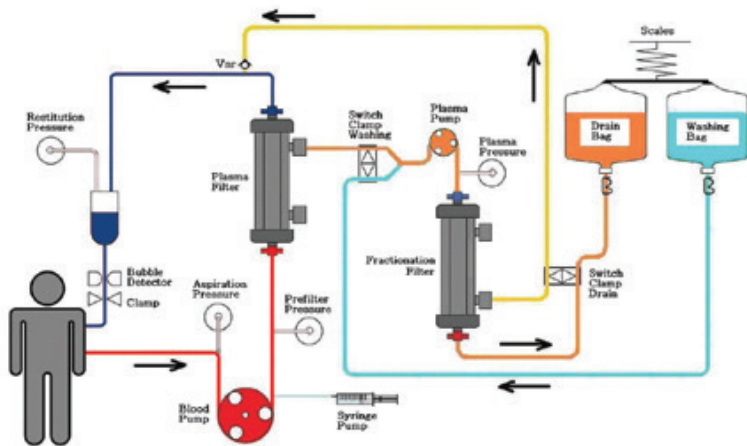 Scales
Var
Restitution
Pressure
Switch
Clamp
Washing
Plasma
Pump
Drain
Bag
Washing
Bag
Plasma
Filter
Plasma
Pressure
Fractionation
Filter
Bubble
Detector
Clamp
Aspiration
Pressure
Prefilter
Pressure
Switch
Clamp
Drain
Blood
Pump
Syringe
Pump